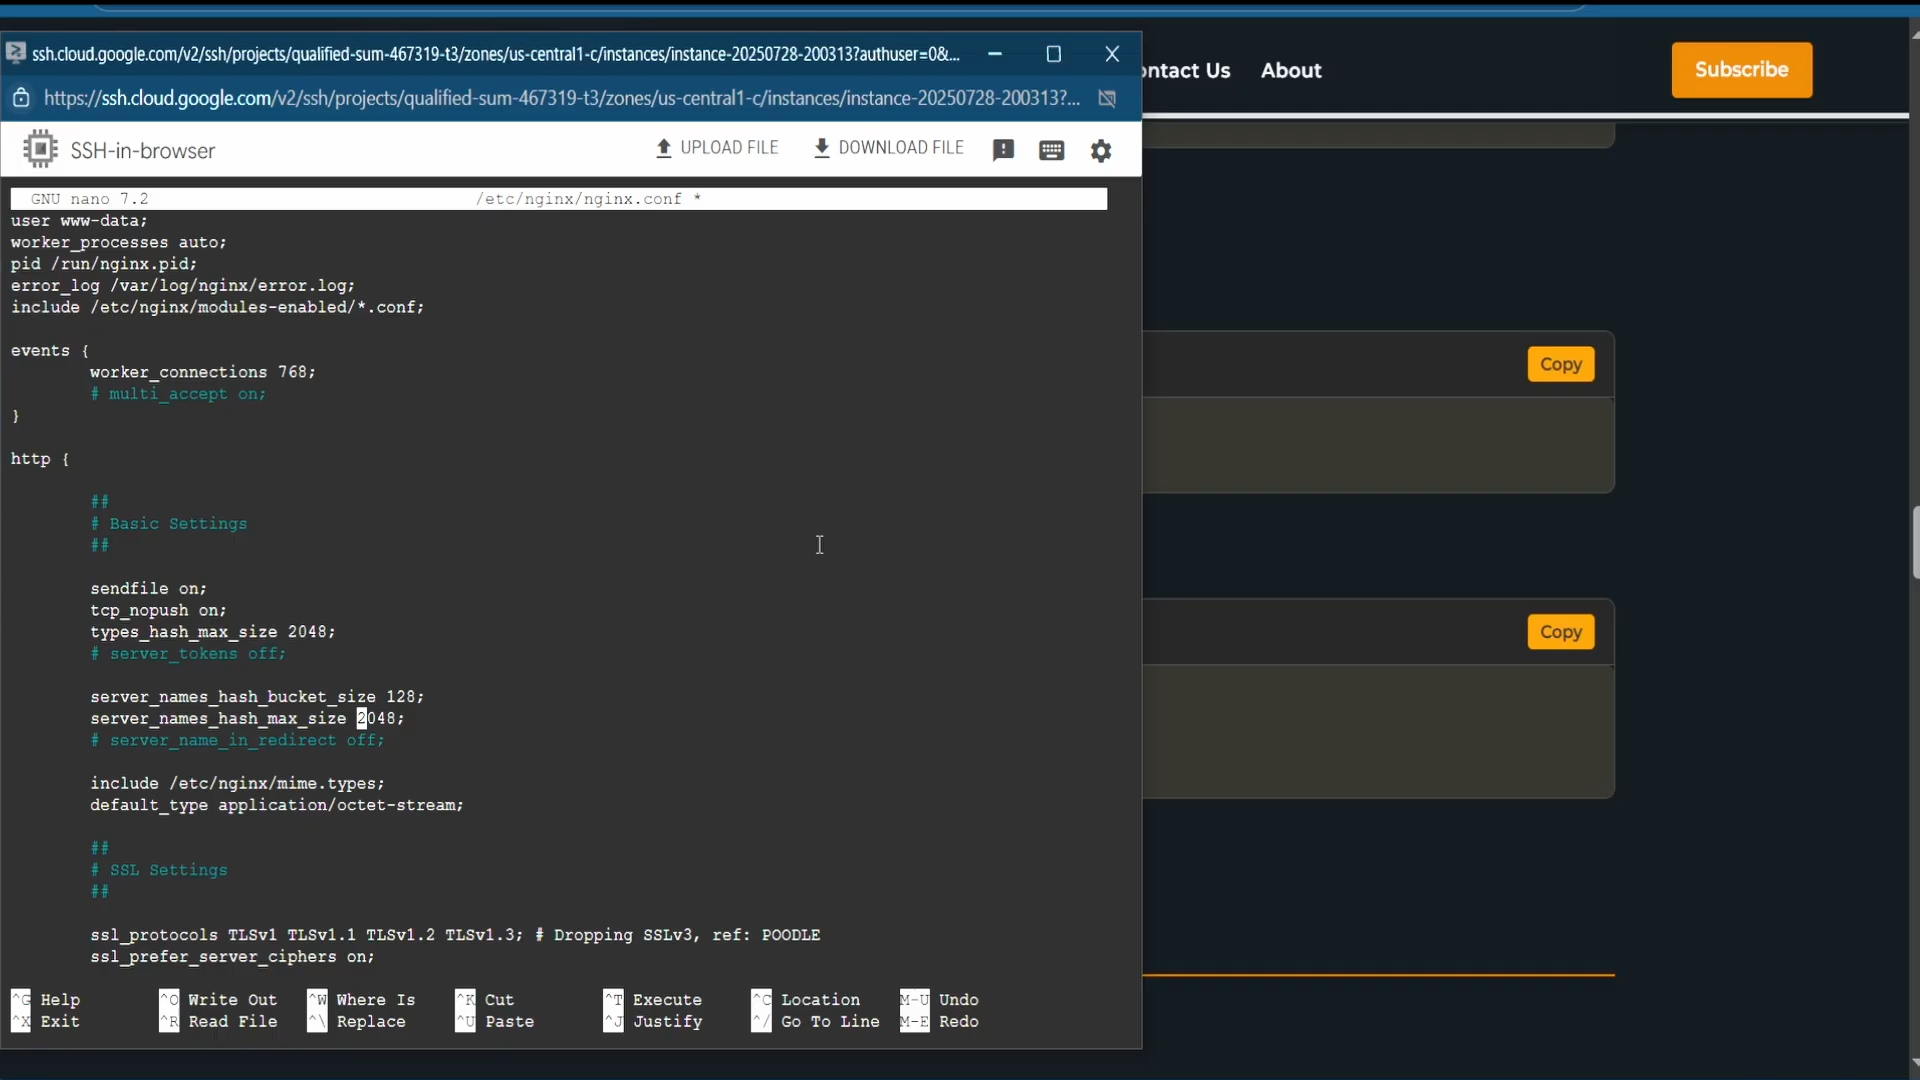 ssh.cloud.google.com/v2/ssh/projects/qualified-sum-467319-t3/zones/us-central1-c/instances/instance-20250728-200313?authuser=0&...
https://ssh.cloud.google.com/v2/ssh/projects/qualified-sum-467319-t3/zones/us-central1-c/instances/instance-20250728-200313?...
ontact Us About Subscribe
SSH-in-browser UPLOAD FILE DOWNLOAD FILE
GNU nano 7.2 /etc/nginx/nginx.conf *
user www-data;
worker_processes auto;
pid /run/nginx.pid;
error_log /var/log/nginx/error.log;
include /etc/nginx/modules-enabled/*.conf;
events {
worker_connections 768;
# multi_accept on;
}
http {
##
# Basic Settings
##
sendfile on;
tcp_nopush on;
types_hash_max_size 2048;
# server_tokens off;
server_names_hash_bucket_size 128;
server_names_hash_max_size 2048;
# server_name_in_redirect off;
include /etc/nginx/mime.types;
default_type application/octet-stream;
##
# SSL Settings
##
ssl_protocols TLSv1 TLSv1.1 TLSv1.2 TLSv1.3; # Dropping SSLv3, ref: POODLE
ssl_prefer_server_ciphers on;
^G Help ^O Write Out ^W Where Is ^K Cut ^T Execute ^C Location M-U Undo
^X Exit ^R Read File ^\ Replace ^U Paste ^J Justify ^/ Go To Line M-E Redo
Copy
Copy